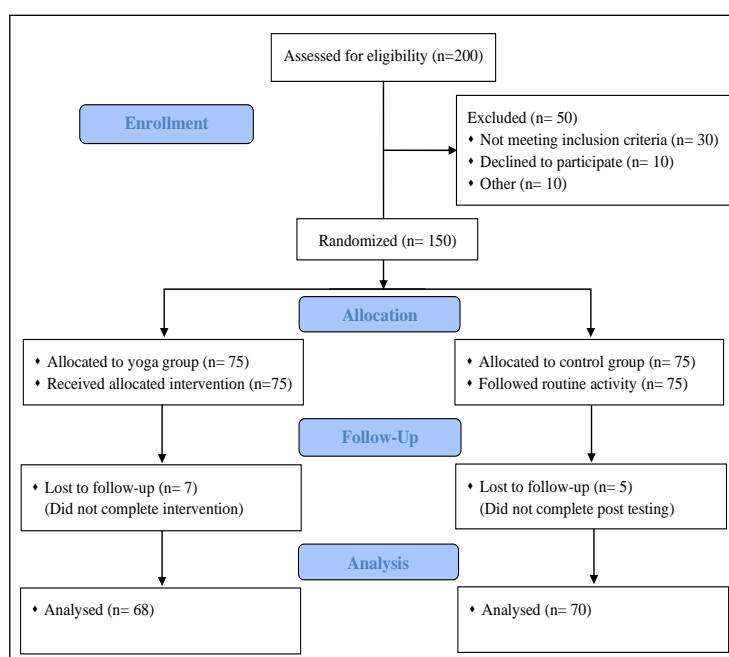 Assessed for eligibility (n=200)
Enrollment
Excluded (n= 50)
♦ Not meeting inclusion criteria (n= 30)
♦ Declined to participate (n= 10)
♦ Other (n= 10)
Randomized (n= 150)
Allocation
♦ Allocated to yoga group (n= 75)
♦ Received allocated intervention (n=75)
♦ Allocated to control group (n= 75)
♦ Followed routine activity (n= 75)
Follow-Up
♦ Lost to follow-up (n= 7)
(Did not complete intervention)
♦ Lost to follow-up (n= 5)
(Did not complete post testing)
Analysis
♦ Analysed (n= 68)
♦ Analysed (n= 70)